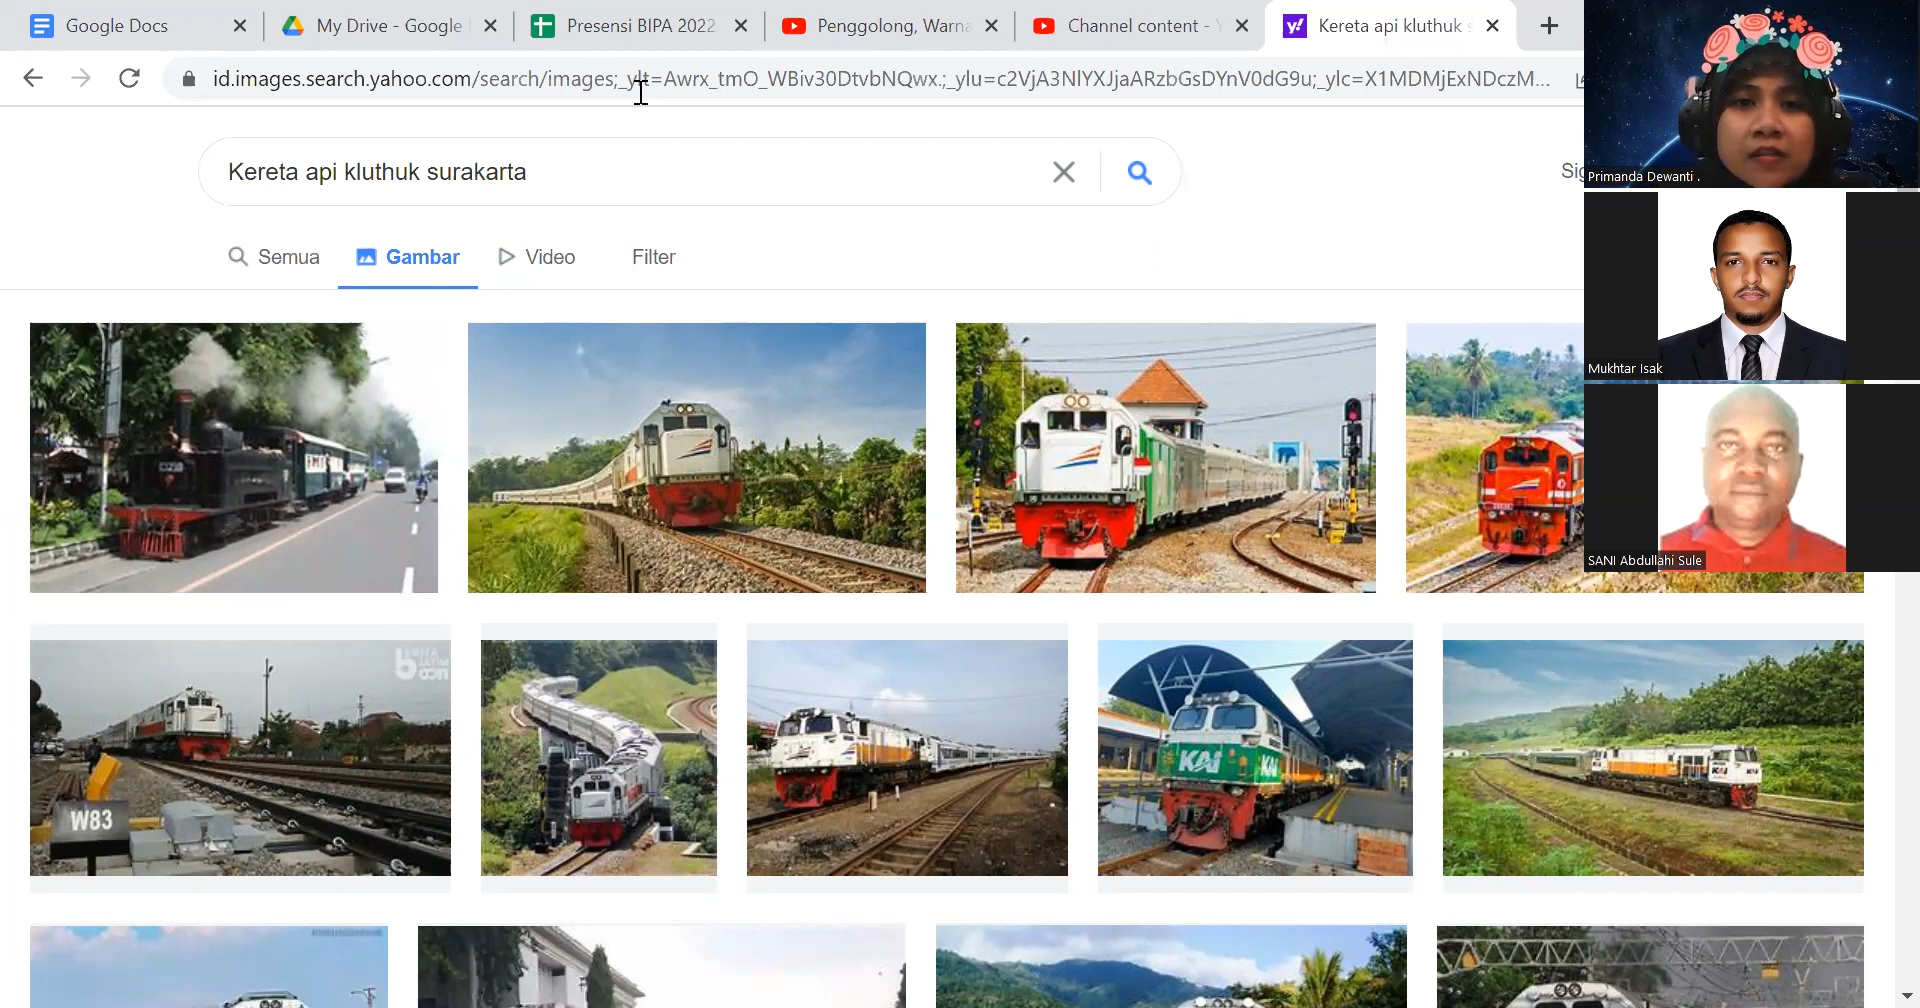 Google Docs
My Drive - Google
Presensi BIPA 2022
Penggolong, Warna
Channel content -
Kereta api kluthuk s
id.images.search.yahoo.com/search/images;_ylt=Awrx_tmO_WBiv30DtvbNQwx.;_ylu=c2VjA3NlYXJjaARzbGsDYnV0dG9u;_ylc=X1MDMjExNDczM...
Kereta api kluthuk surakarta
Semua
Gambar
Video
Filter
Primanda Dewanti .
Mukhtar Isak
SANI Abdullahi Sule
W83
KAI
KAI
KAI